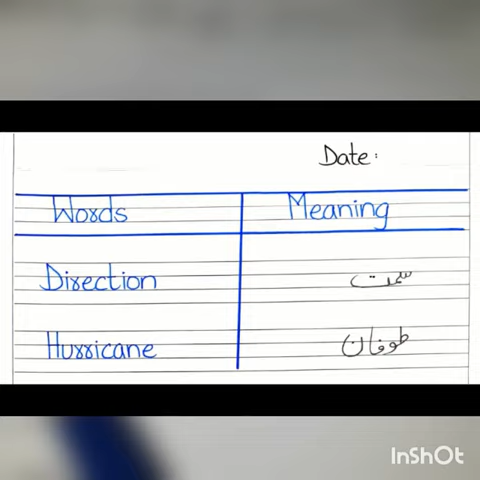 Date:
Words Meaning
Direction سمت
Hurricane طوفان
InShOt